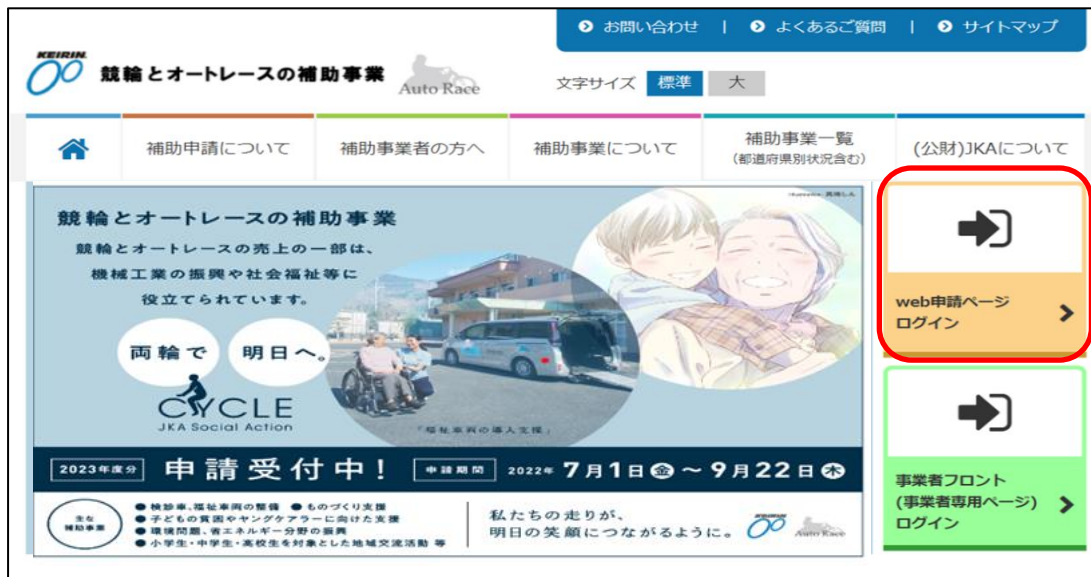 お問い合わせ | よくあるご質問 | サイトマップ
KEIRIN
競輪とオートレースの補助事業
Auto Race
文字サイズ 標準 大
補助申請について
補助事業者の方へ
補助事業について
補助事業一覧
(都道府県別状況含む)
(公財)JKAについて
競輪とオートレースの補助事業
競輪とオートレースの売上の一部は、
機械工業の振興や社会福祉等に
役立てられています。
両輪で 明日へ。
CYCLE
JKA Social Action
「福祉車両の導入支援」
web申請ページ
ログイン
2023年度分 申請受付中! 申請期間 2022年 7月1日金~9月22日木
主な
補助事業
●検診車、福祉車両の整備 ●ものづくり支援
●子どもの貧困やヤングケアラーに向けた支援
●環境問題、省エネルギー分野の振興
●小学生・中学生・高校生を対象とした地域交流活動 等
私たちの走りが、
明日の笑顔につながるように。
KEIRIN
Auto Race
事業者フロント
(事業者専用ページ)
ログイン